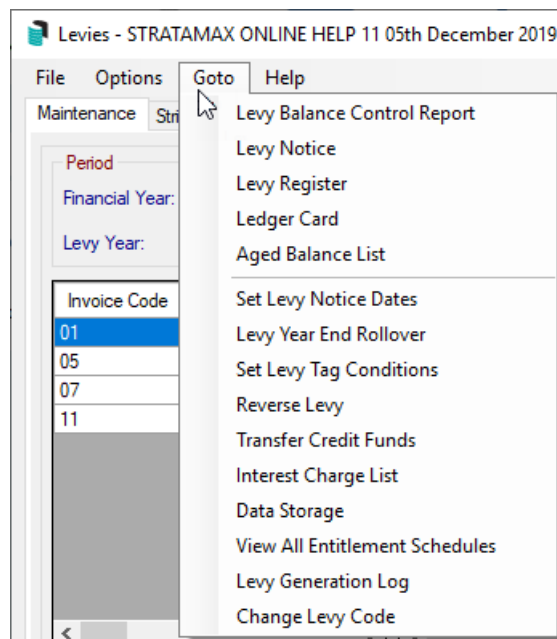 Levies - STRATAMAX ONLINE HELP 11 05th December 2019
File Options Goto Help
Maintenance Stri
Period
Financial Year:
Levy Year:
Invoice Code
01
05
07
11
Levy Balance Control Report
Levy Notice
Levy Register
Ledger Card
Aged Balance List
Set Levy Notice Dates
Levy Year End Rollover
Set Levy Tag Conditions
Reverse Levy
Transfer Credit Funds
Interest Charge List
Data Storage
View All Entitlement Schedules
Levy Generation Log
Change Levy Code